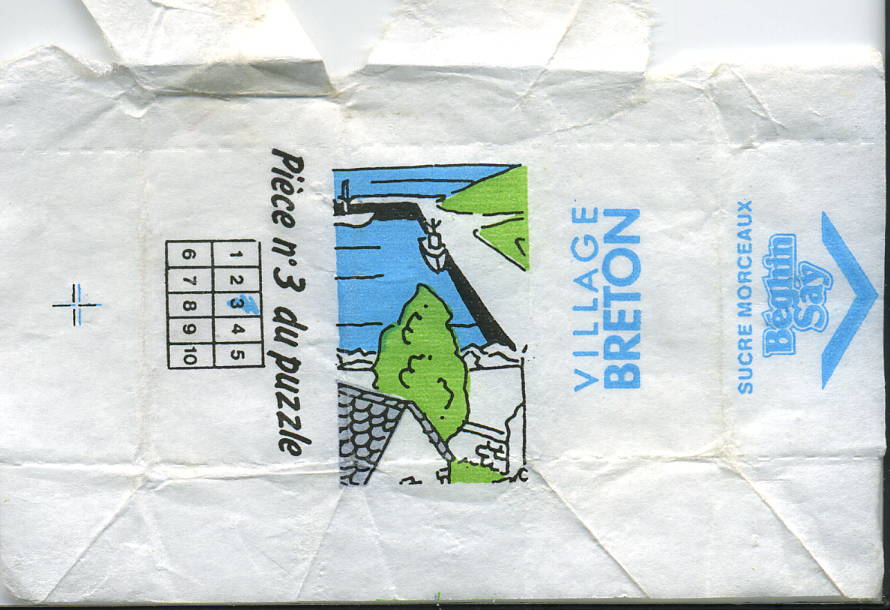 VILLAGE
BRETON
SUCRE MORCEAUX
Béghin
Say
Pièce n°3 du puzzle
1 2 3 4 5
6 7 8 9 10